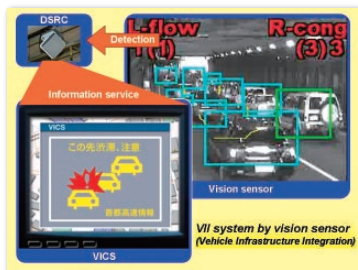 DSRC
Detection
L-flow
1(1)
R-cong
(3)3
Information service
VICS
この先渋滞、注意
首都高速情報
Vision sensor
VICS
VII system by vision sensor
(Vehicle Infrastructure Integration)